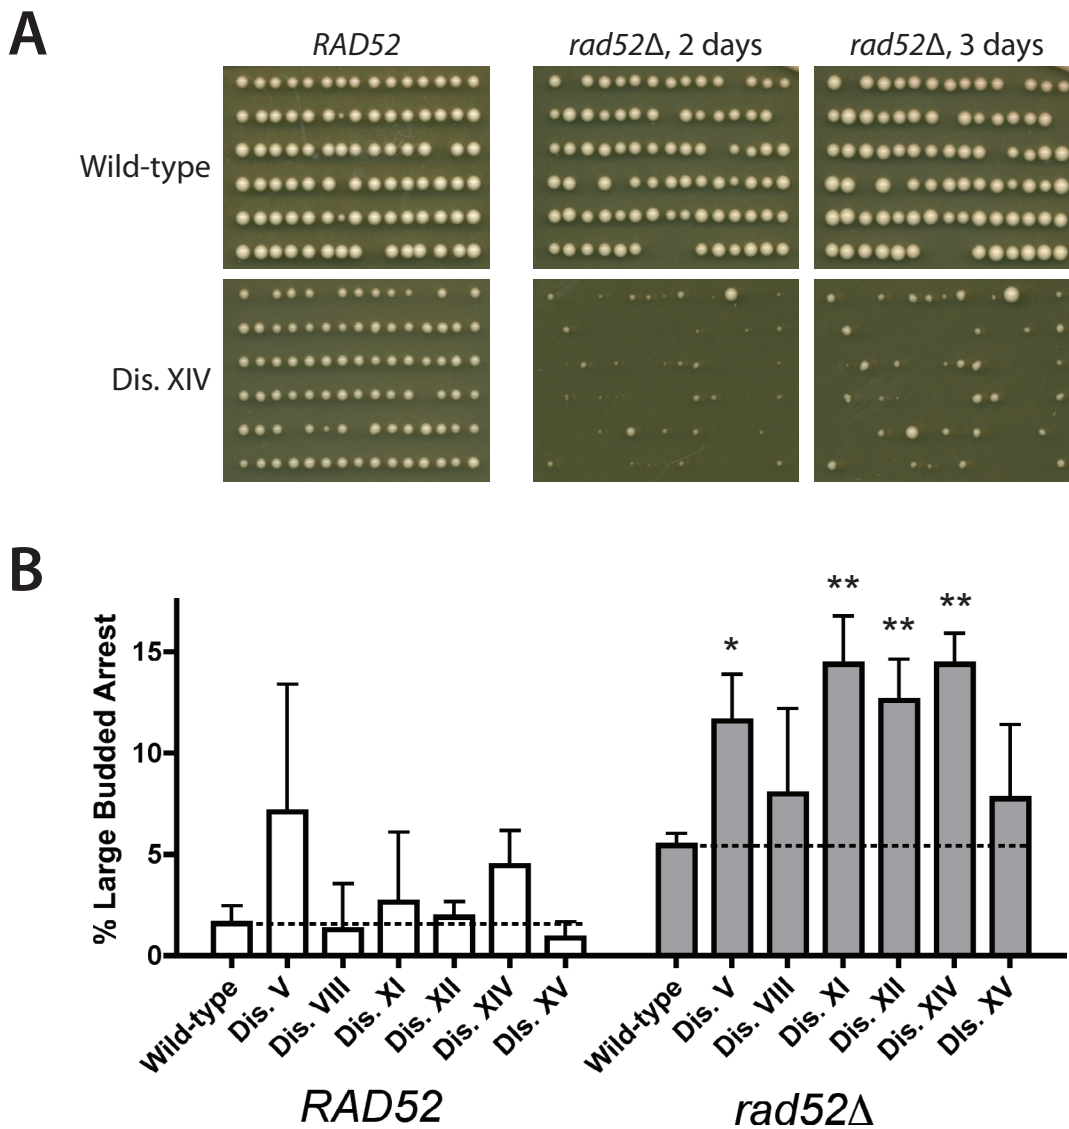 A
RAD52 rad52Δ, 2 days rad52Δ, 3 days
Wild-type
Dis. XIV
B
% Large Budded Arrest
15
10
5
0
* ** ** **
Wild-type Dis. V Dis. VIII Dis. XI Dis. XII Dis. XIV DIs. XV
Wild-type Dis. V Dis. VIII Dis. XI Dis. XII Dis. XIV DIs. XV
RAD52 rad52Δ